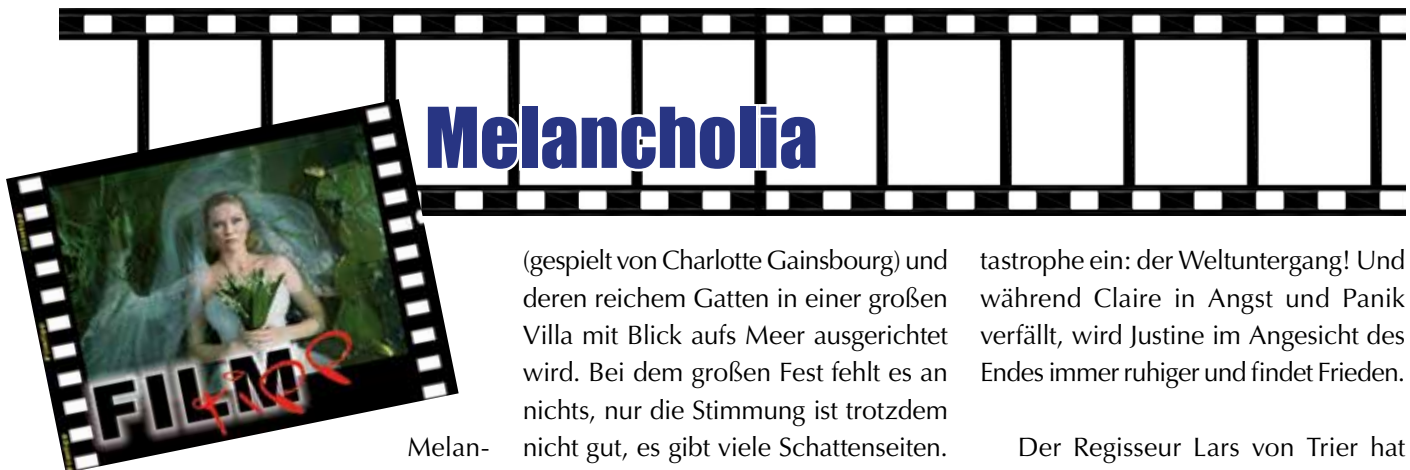 Melancholia
FILM
TIPP
Melan-
(gespielt von Charlotte Gainsbourg) und
deren reichem Gatten in einer großen
Villa mit Blick aufs Meer ausgerichtet
wird. Bei dem großen Fest fehlt es an
nichts, nur die Stimmung ist trotzdem
nicht gut, es gibt viele Schattenseiten.
tastrophe ein: der Weltuntergang! Und
während Claire in Angst und Panik
verfällt, wird Justine im Angesicht des
Endes immer ruhiger und findet Frieden.
Der Regisseur Lars von Trier hat